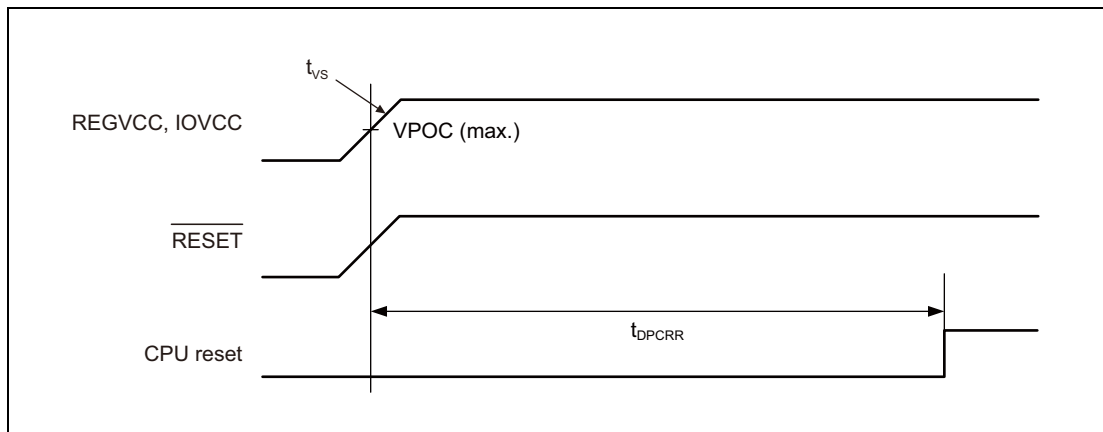 tVS
REGVCC, IOVCC
VPOC (max.)
RESET
tDPCRR
CPU reset